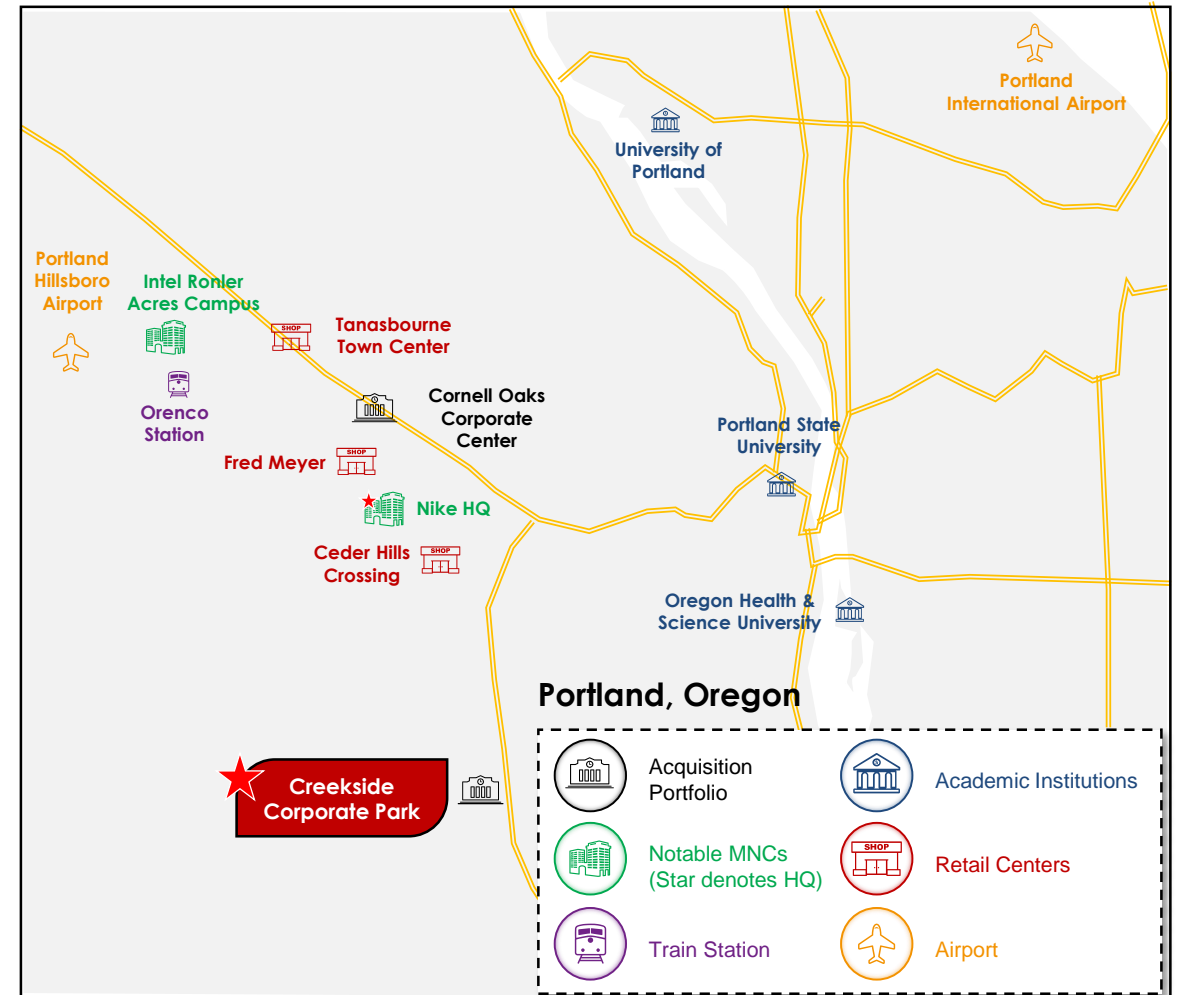 Portland
International Airport
University of
Portland
Portland
Hillsboro
Airport
Intel Ronler
Acres Campus
SHOP
Tanasbourne
Town Center
Orenco
Station
Cornell Oaks
Corporate
Center
Fred Meyer
SHOP
Portland State
University
Nike HQ
Ceder Hills
Crossing
SHOP
Oregon Health &
Science University
Portland, Oregon
Creekside
Corporate Park
Acquisition
Portfolio
Academic Institutions
Notable MNCs
(Star denotes HQ)
SHOP
Retail Centers
Train Station
Airport